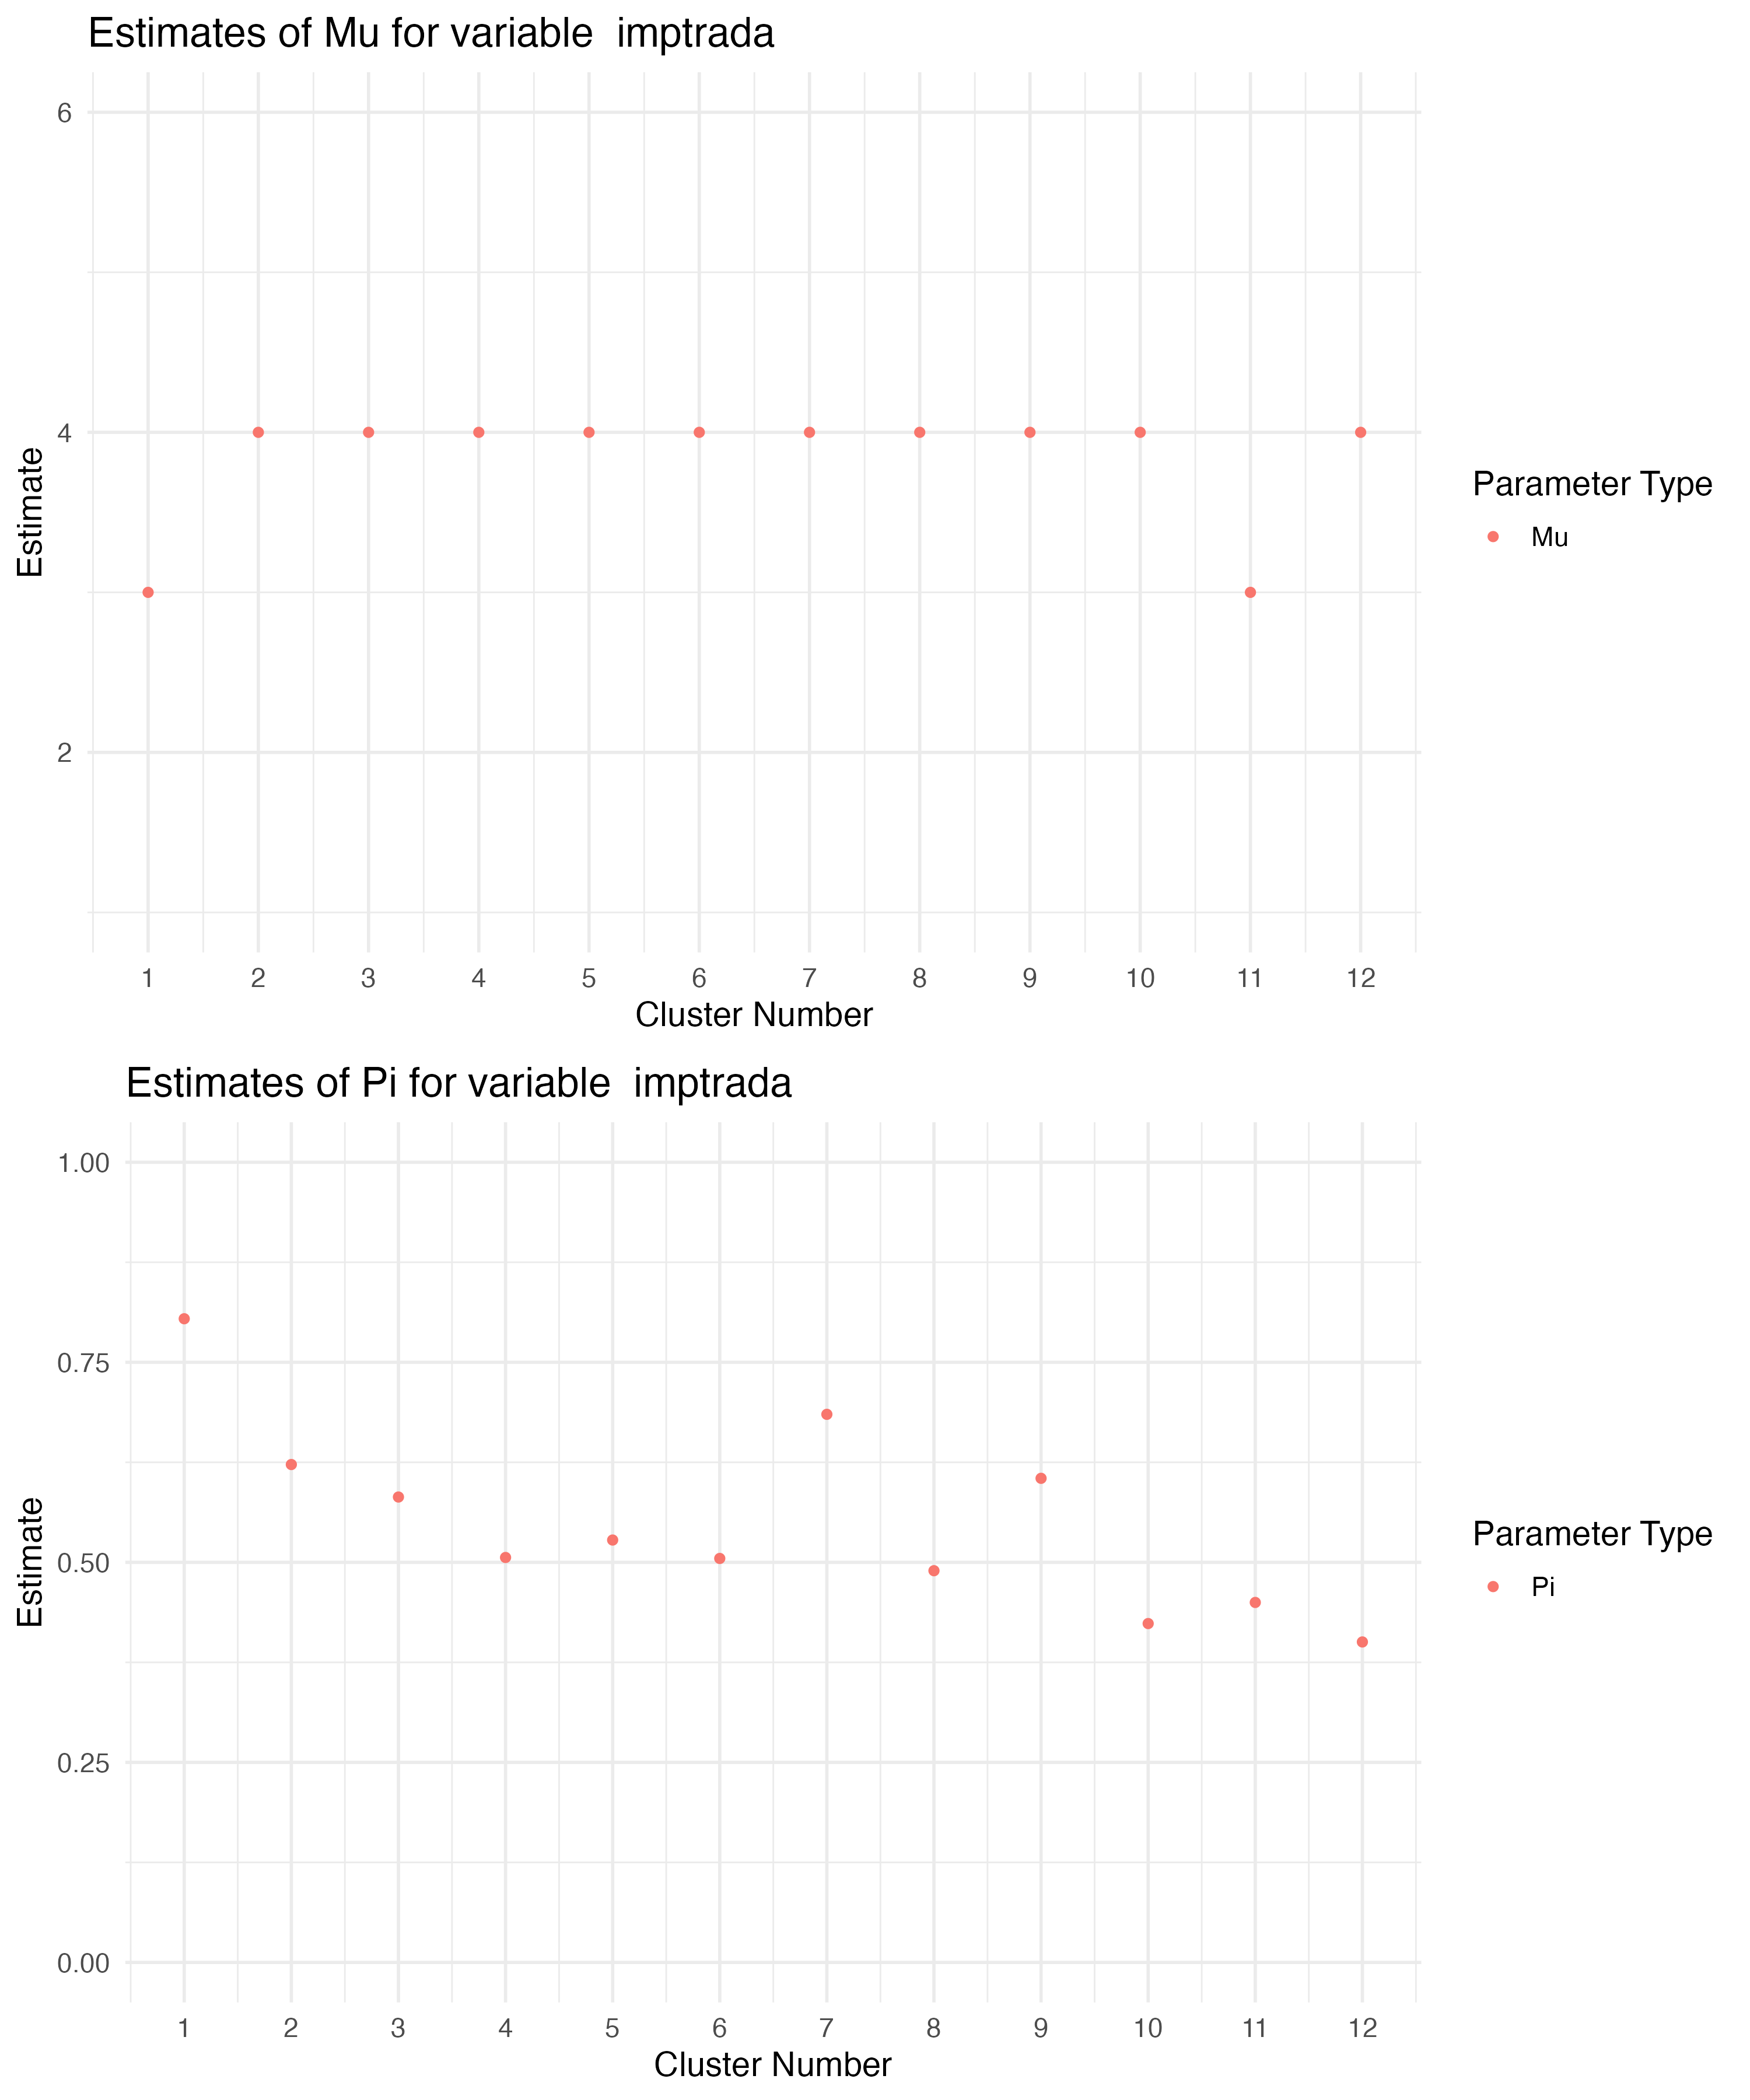 Estimates of Mu for variable  imptrada
6
4
2
Estimate
1 2 3 4 5 6 7 8 9 10 11 12
Cluster Number
Parameter Type
Mu
Estimates of Pi for variable  imptrada
1.00
0.75
0.50
0.25
0.00
Estimate
1 2 3 4 5 6 7 8 9 10 11 12
Cluster Number
Parameter Type
Pi